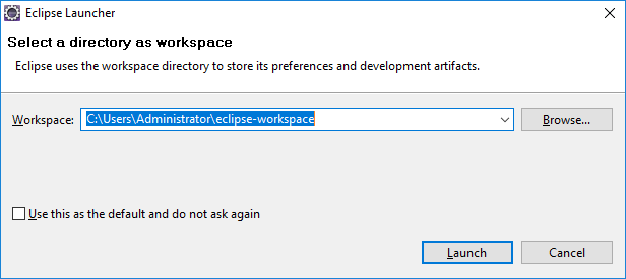 Eclipse Launcher
Select a directory as workspace
Eclipse uses the workspace directory to store its preferences and development artifacts.
Workspace: C:\Users\Administrator\eclipse-workspace Browse...
Use this as the default and do not ask again
Launch Cancel